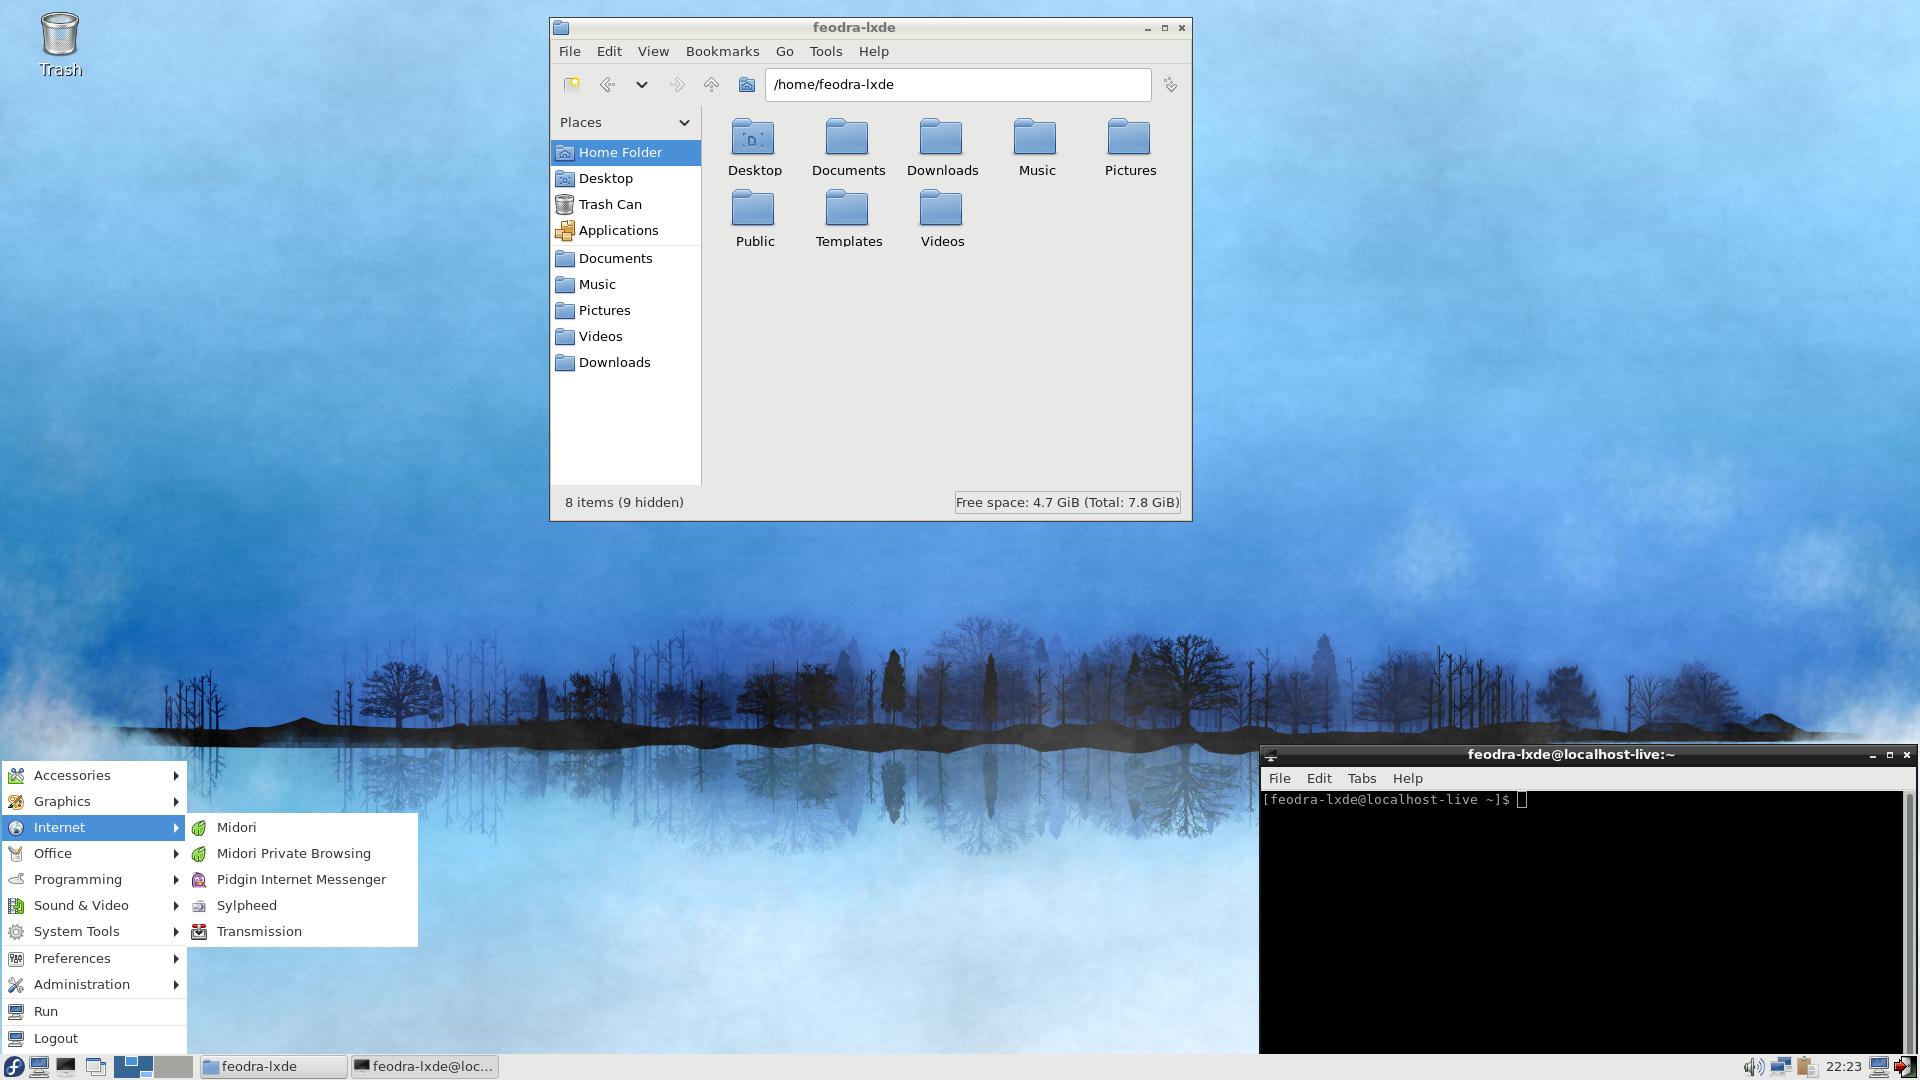 Trash
feodra-lxde
File Edit View Bookmarks Go Tools Help
/home/feodra-lxde
Places
Home Folder
Desktop
Trash Can
Applications
Documents
Music
Pictures
Videos
Downloads
Desktop Documents Downloads Music Pictures
Public Templates Videos
8 items (9 hidden)
Free space: 4.7 GiB (Total: 7.8 GiB)
feodra-lxde@localhost-live:~
File Edit Tabs Help
[feodra-lxde@localhost-live ~]$
Accessories
Graphics
Internet
Office
Programming
Sound & Video
System Tools
Preferences
Administration
Run
Logout
Midori
Midori Private Browsing
Pidgin Internet Messenger
Sylpheed
Transmission
feodra-lxde
feodra-lxde@loc...
22:23